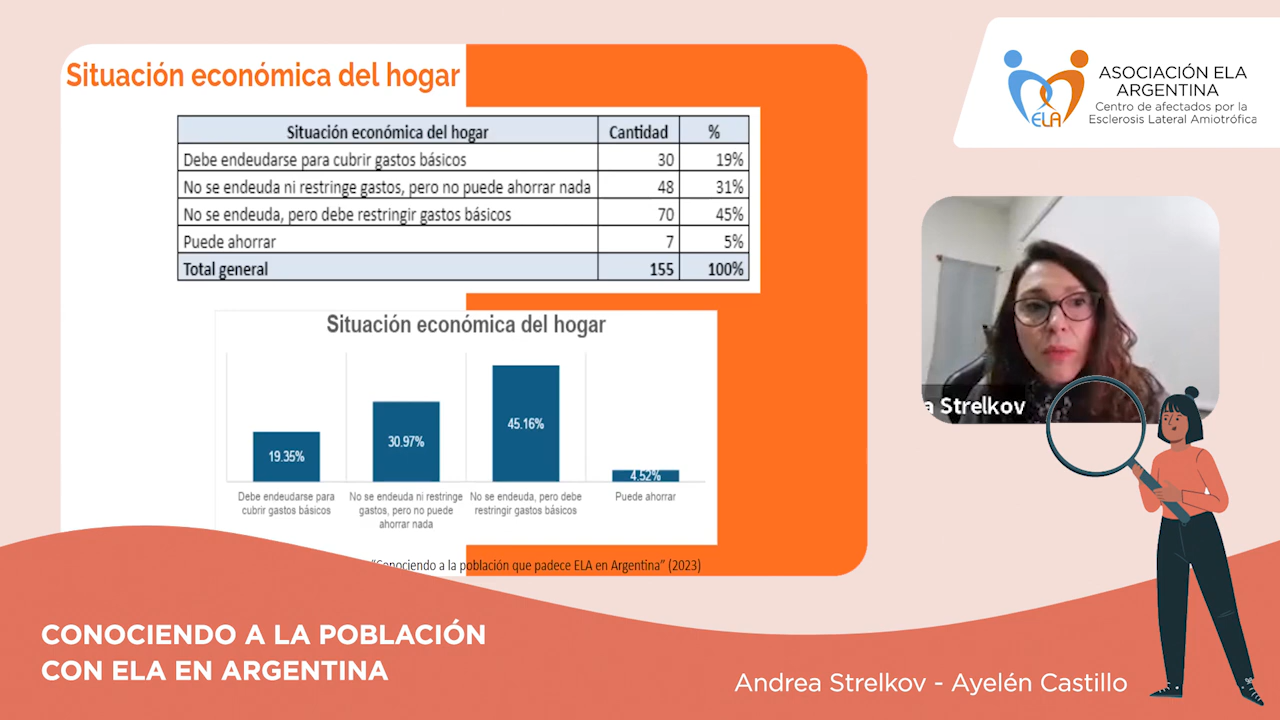 Situación económica del hogar
Situación económica del hogar Cantidad %
Debe endeudarse para cubrir gastos básicos 30 19%
No se endeuda ni restringe gastos, pero no puede ahorrar nada 48 31%
No se endeuda, pero debe restringir gastos básicos 70 45%
Puede ahorrar 7 5%
Total general 155 100%
Situación económica del hogar
19.35% 30.97% 45.16% 4.52%
Debe endeudarse para
cubrir gastos básicos
No se endeuda ni restringe
gastos, pero no puede
ahorrar nada
No se endeuda, pero debe
restringir gastos básicos
Puede ahorrar
"Conociendo a la población que padece ELA en Argentina" (2023)
ELA
ASOCIACIÓN ELA
ARGENTINA
Centro de afectados por la
Esclerosis Lateral Amiotrófica
a Strelkov
CONOCIENDO A LA POBLACIÓN
CON ELA EN ARGENTINA
Andrea Strelkov - Ayelén Castillo